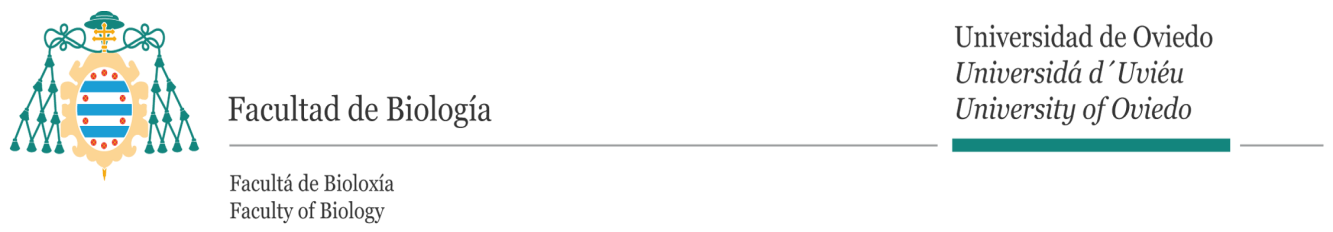 Facultad de Biología
Facultá de Bioloxía
Faculty of Biology
Universidad de Oviedo
Universidá d´Uviéu
University of Oviedo